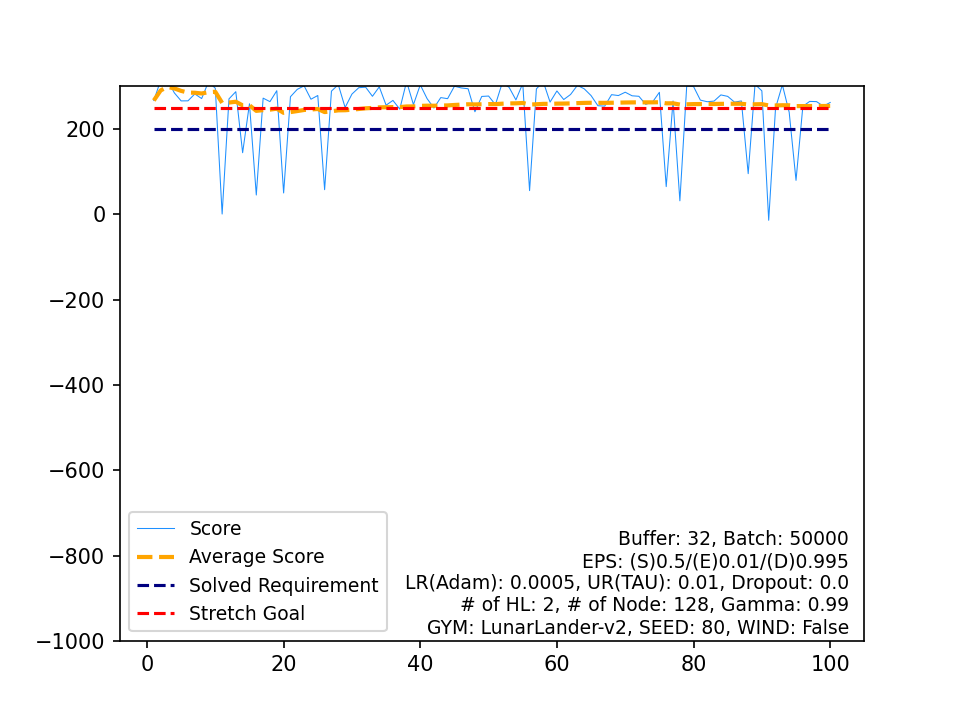 200
0
−200
−400
−600
−800
−1000
0
20
40
60
80
100
Score
Average Score
Solved Requirement
Stretch Goal
Buffer: 32, Batch: 50000
EPS: (S)0.5/(E)0.01/(D)0.995
LR(Adam): 0.0005, UR(TAU): 0.01, Dropout: 0.0
# of HL: 2, # of Node: 128, Gamma: 0.99
GYM: LunarLander-v2, SEED: 80, WIND: False